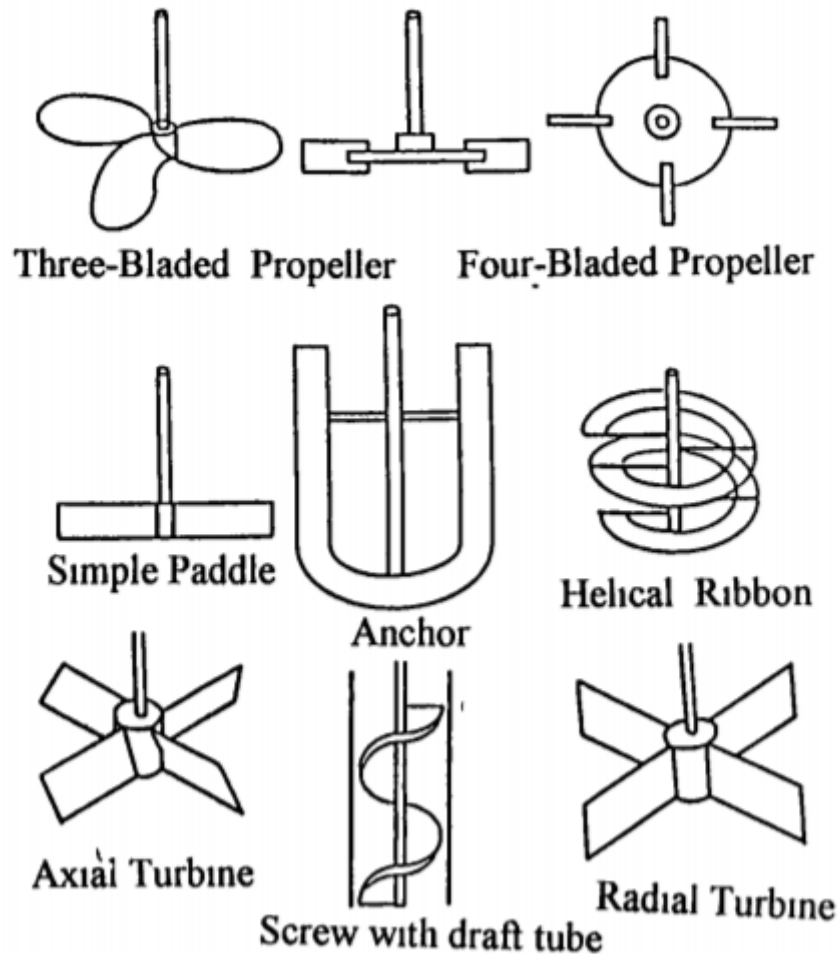 Three-Bladed Propeller
Four-Bladed Propeller
Simple Paddle
Anchor
Helical Ribbon
Axial Turbine
Screw with draft tube
Radial Turbine